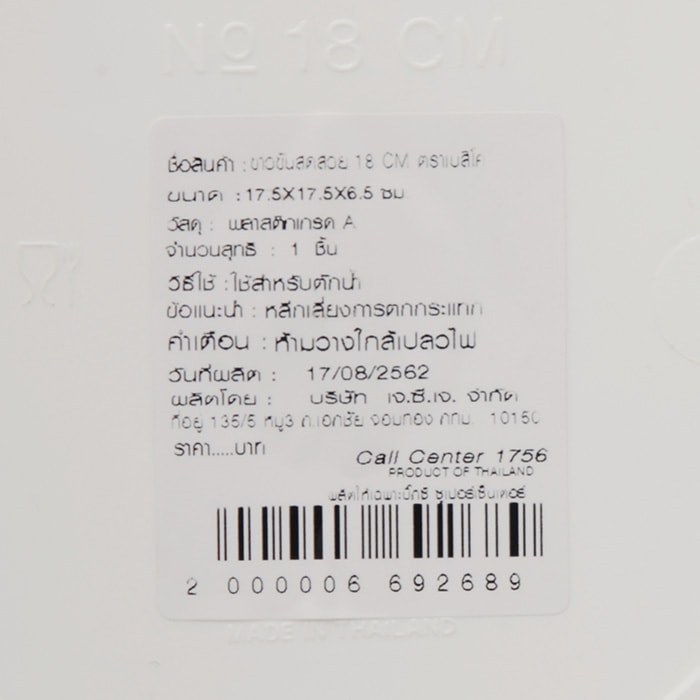 Nº 18 CM
ชื่อสินค้า : ขาวขันสดสวย 18 CM. ตราเบสิโค
ขนาด : 17.5X17.5X6.5 ซม.
วัสดุ : พลาสติกเกรด A
จำนวนสุทธิ : 1 ชิ้น
วิธีใช้ : ใช้สำหรับตักน้ำ
ข้อแนะนำ : หลีกเลี่ยงการตกกระแทก
คำเตือน : ห้ามวางใกล้เปลวไฟ
วันที่ผลิต : 17/08/2562
ผลิตโดย : บริษัท เจ.ซี.เจ. จำกัด
ที่อยู่ 135/5 หมู่3 ถ.เอกชัย จอมทอง กทม. 10150
ราคา.....บาท
Call Center 1756
PRODUCT OF THAILAND
ผลิตให้เฉพาะบิ๊กซี ซูเปอร์เซ็นเตอร์
2 000006 692689
MADE IN THAILAND